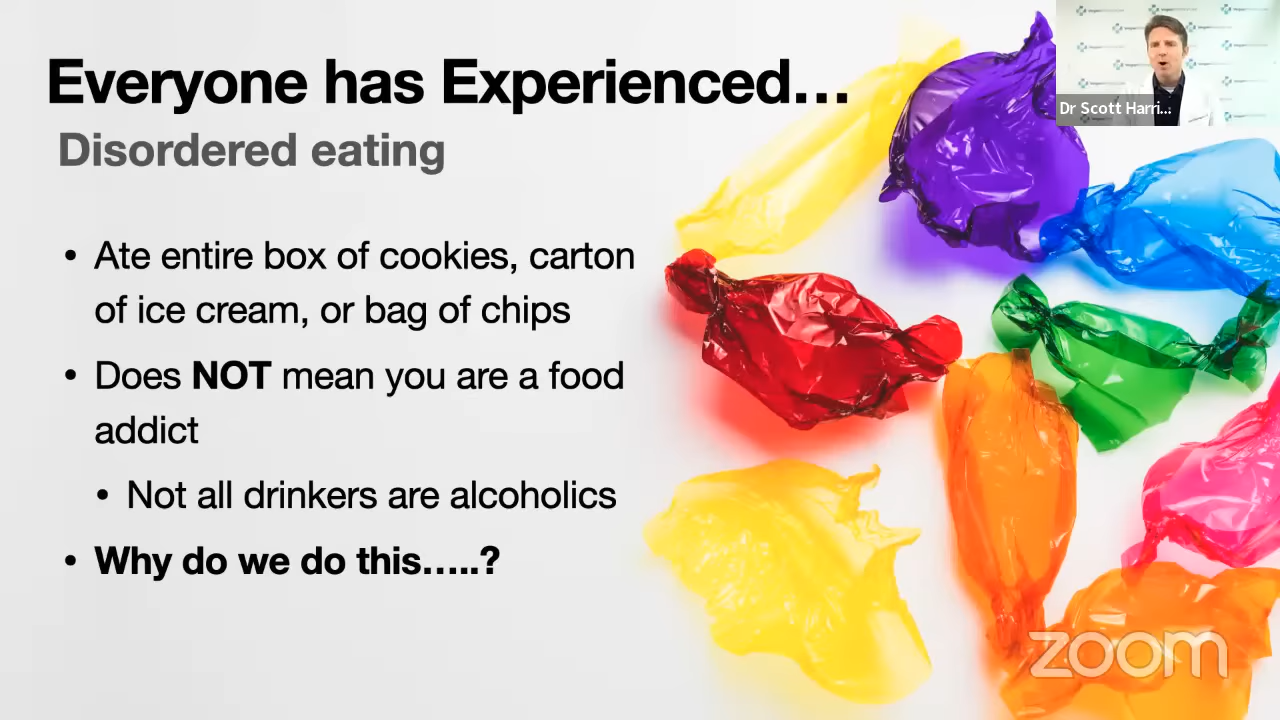 Everyone has Experienced…
Disordered eating
• Ate entire box of cookies, carton
of ice cream, or bag of chips
• Does NOT mean you are a food
addict
• Not all drinkers are alcoholics
• Why do we do this…..?
Dr Scott Harri...
zoom